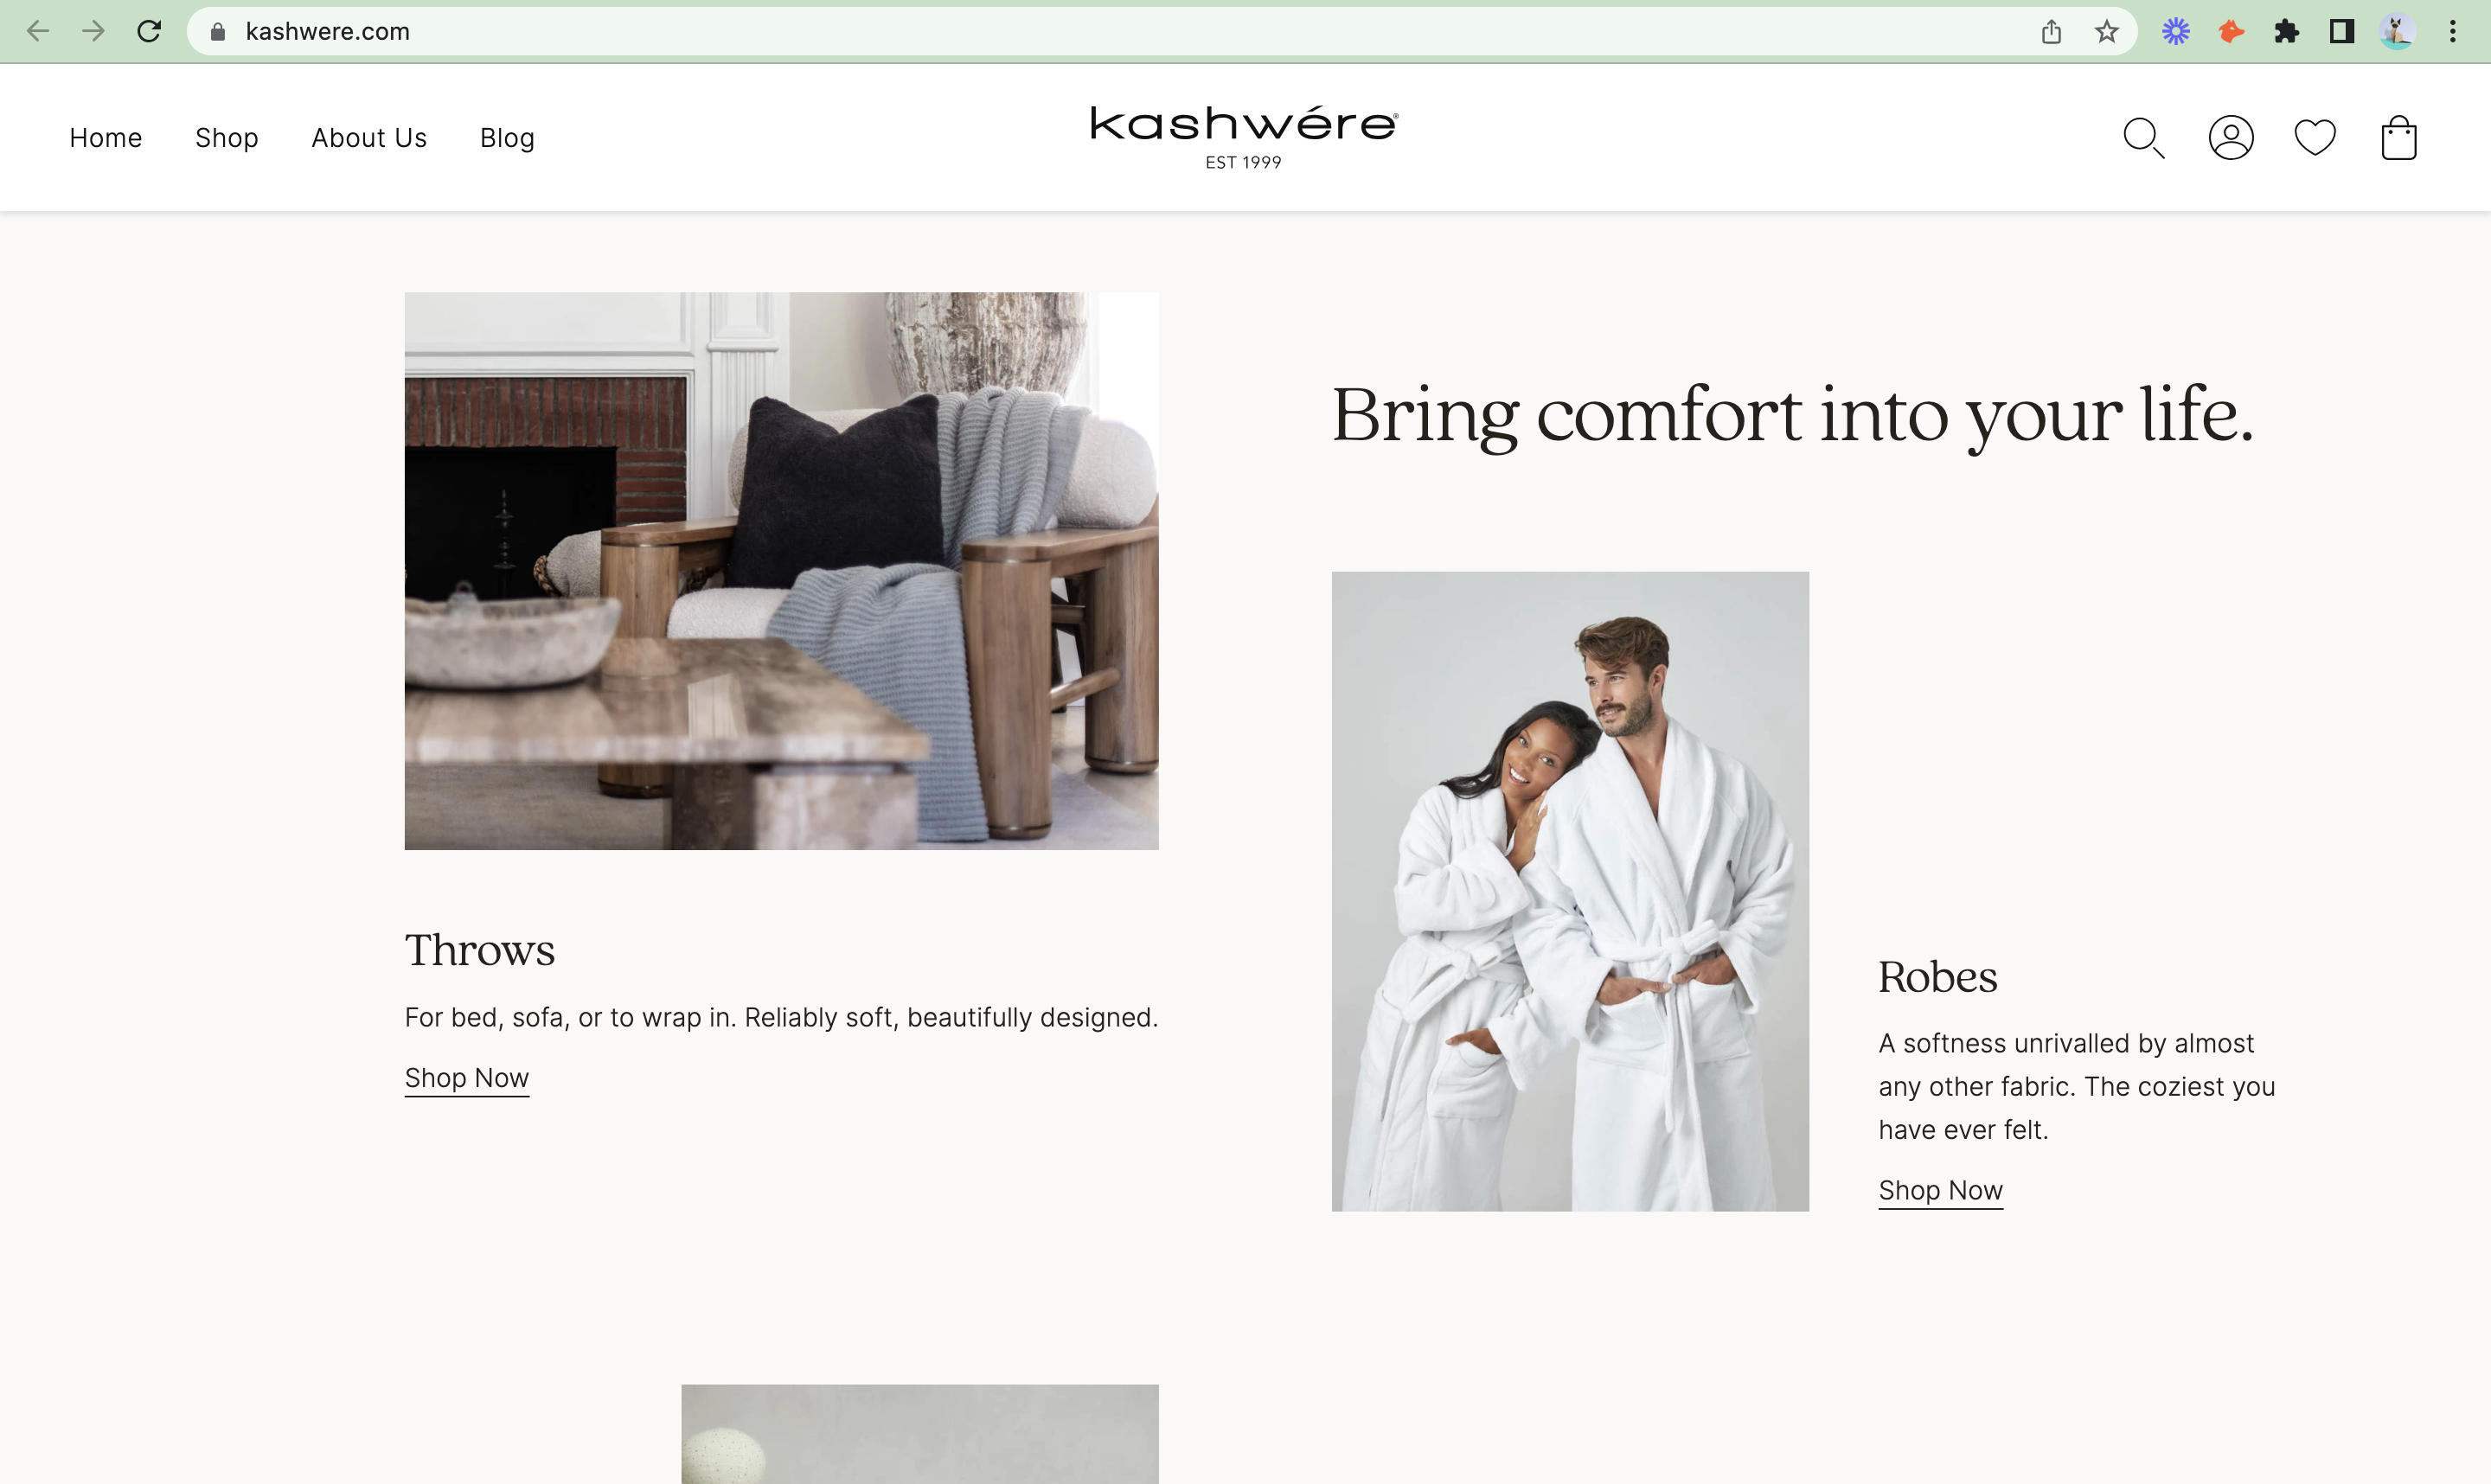 kashwere.com
Home Shop About Us Blog
kashwére®
EST 1999
Bring comfort into your life.
Throws
For bed, sofa, or to wrap in. Reliably soft, beautifully designed.
Shop Now
Robes
A softness unrivalled by almost
any other fabric. The coziest you
have ever felt.
Shop Now